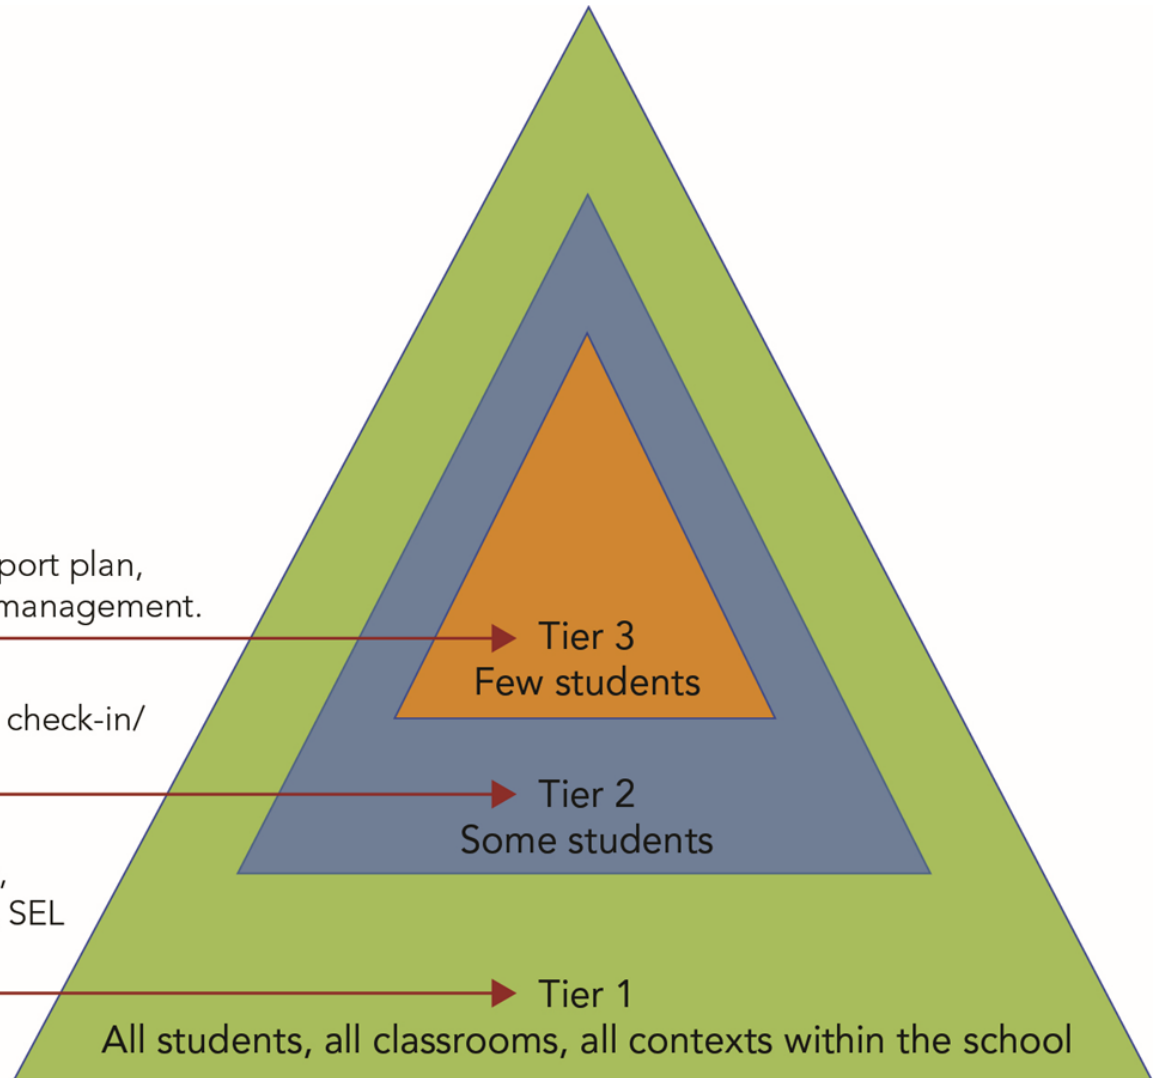 port plan,
management.
Tier 3
Few students
check-in/
Tier 2
Some students
,
SEL
Tier 1
All students, all classrooms, all contexts within the school